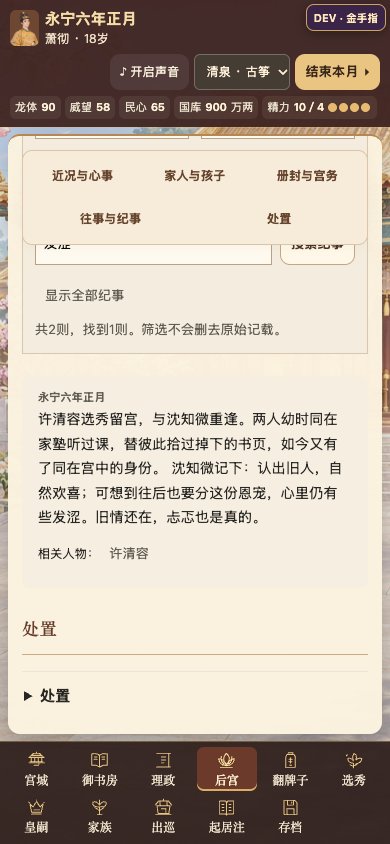 永宁六年正月
萧彻 · 18岁
DEV · 金手指
♪ 开启声音
清泉 · 古筝
结束本月
龙体 90
威望 58
民心 65
国库 900 万两
精力 10 / 4
近况与心事
家人与孩子
册封与宫务
往事与纪事
处置
发涩
搜索纪事
显示全部纪事
共2则，找到1则。筛选不会删去原始记载。
永宁六年正月
许清容选秀留宫，与沈知微重逢。两人幼时同在
家塾听过课，替彼此拾过掉下的书页，如今又有
了同在宫中的身份。 沈知微记下：认出旧人，自
然欢喜；可想到往后也要分这份恩宠，心里仍有
些发涩。旧情还在，忐忑也是真的。
相关人物： 许清容
处置
▶ 处置
宫城
御书房
理政
后宫
翻牌子
选秀
皇嗣
家族
出巡
起居注
存档